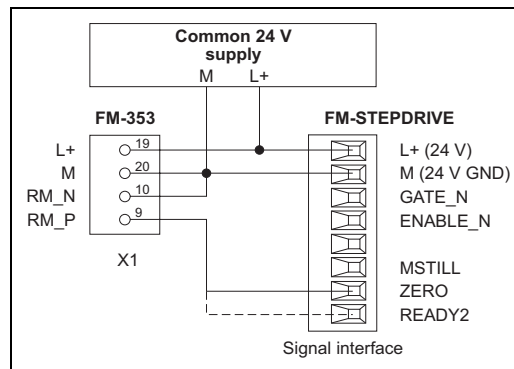 Common 24 V
supply
M L+
FM-353
FM-STEPDRIVE
L+ 19
M 20
RM_N 10
RM_P 9
X1
L+ (24 V)
M (24 V GND)
GATE_N
ENABLE_N
MSTILL
ZERO
READY2
Signal interface